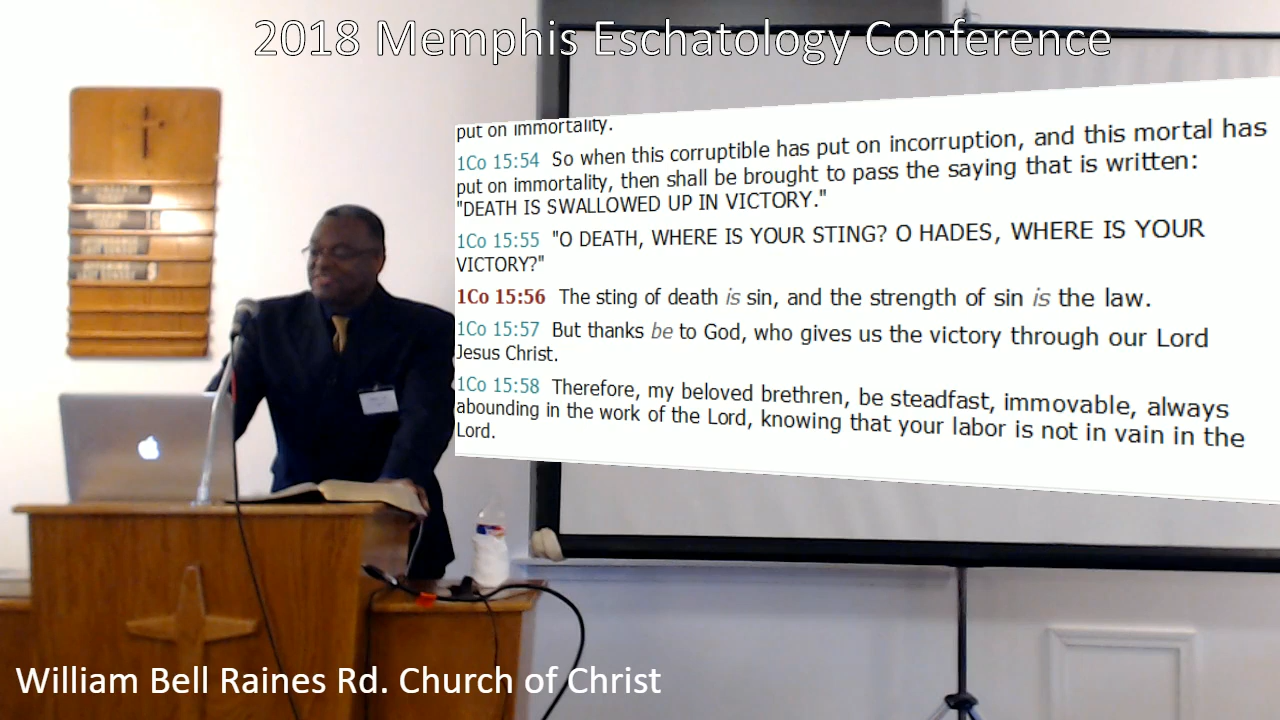 2018 Memphis Eschatology Conference
put on immortality.
1Co 15:54 So when this corruptible has put on incorruption, and this mortal has
put on immortality, then shall be brought to pass the saying that is written:
"DEATH IS SWALLOWED UP IN VICTORY."
1Co 15:55 "O DEATH, WHERE IS YOUR STING? O HADES, WHERE IS YOUR
VICTORY?"
1Co 15:56 The sting of death is sin, and the strength of sin is the law.
1Co 15:57 But thanks be to God, who gives us the victory through our Lord
Jesus Christ.
1Co 15:58 Therefore, my beloved brethren, be steadfast, immovable, always
abounding in the work of the Lord, knowing that your labor is not in vain in the
Lord.
William Bell Raines Rd. Church of Christ